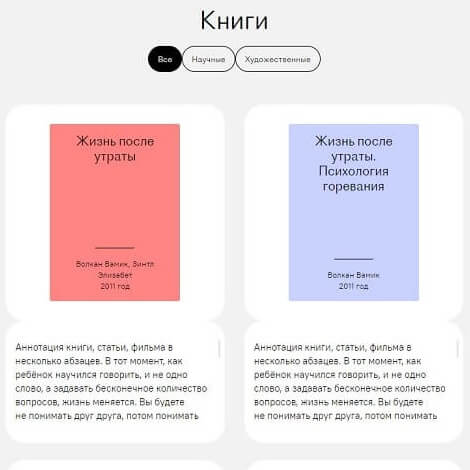 Книги
Все Научные Художественные
Жизнь после
утраты
Волкан Вамик, Зинтл
Элизабет
2011 год
Жизнь после
утраты.
Психология
горевания
Волкан Вамик
2011 год
Аннотация книги, статьи, фильма в
несколько абзацев. В тот момент, как
ребёнок научился говорить, и не одно
слово, а задавать бесконечное количество
вопросов, жизнь меняется. Вы будете
не понимать друг друга, потом понимать
Аннотация книги, статьи, фильма в
несколько абзацев. В тот момент, как
ребёнок научился говорить, и не одно
слово, а задавать бесконечное количество
вопросов, жизнь меняется. Вы будете
не понимать друг друга, потом понимать